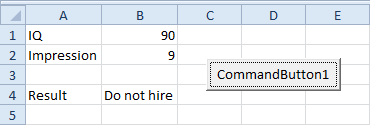 A B C D E
1 IQ 90
2 Impression 9
3
CommandButton1
4 Result Do not hire
5